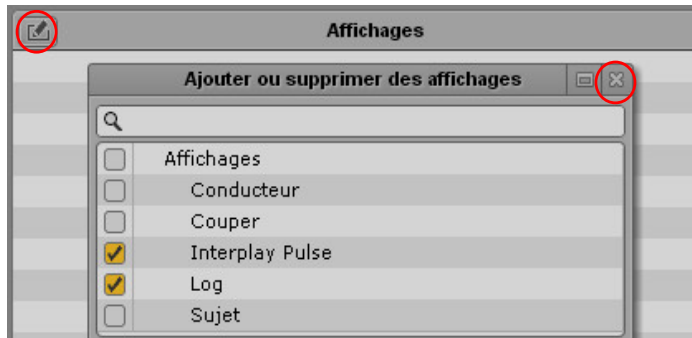 Affichages
Ajouter ou supprimer des affichages
Affichages
Conducteur
Couper
Interplay Pulse
Log
Sujet